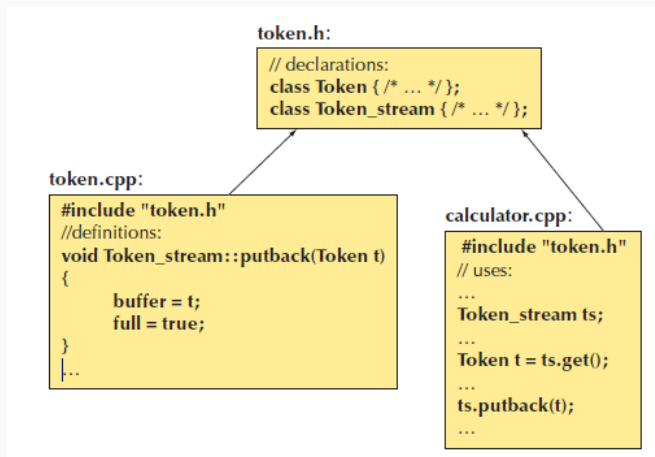 token.h:
// declarations:
class Token { /* … */ };
class Token_stream { /* … */ };
token.cpp:
#include "token.h"
//definitions:
void Token_stream::putback(Token t)
{
buffer = t;
full = true;
}
…
calculator.cpp:
#include "token.h"
// uses:
…
Token_stream ts;
…
Token t = ts.get();
…
ts.putback(t);
…